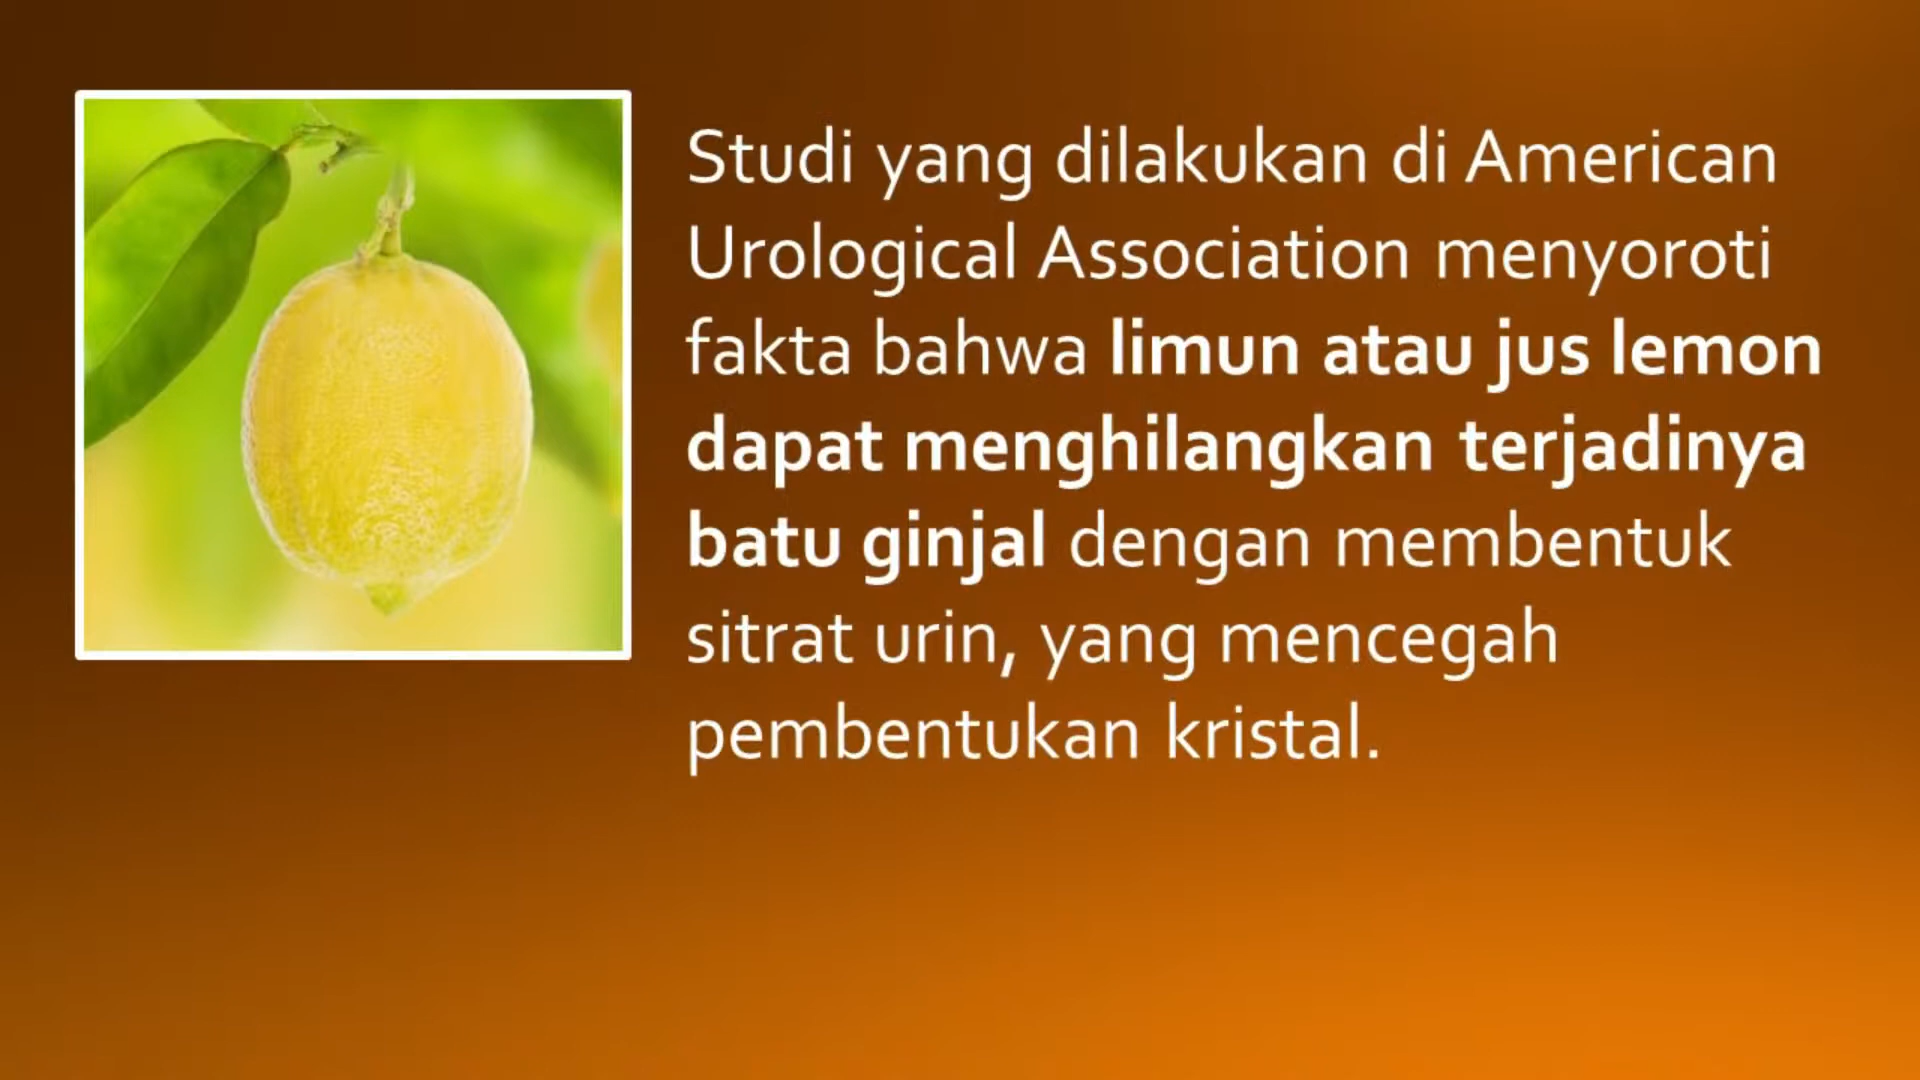 Studi yang dilakukan di American
Urological Association menyoroti
fakta bahwa limun atau jus lemon
dapat menghilangkan terjadinya
batu ginjal dengan membentuk
sitrat urin, yang mencegah
pembentukan kristal.